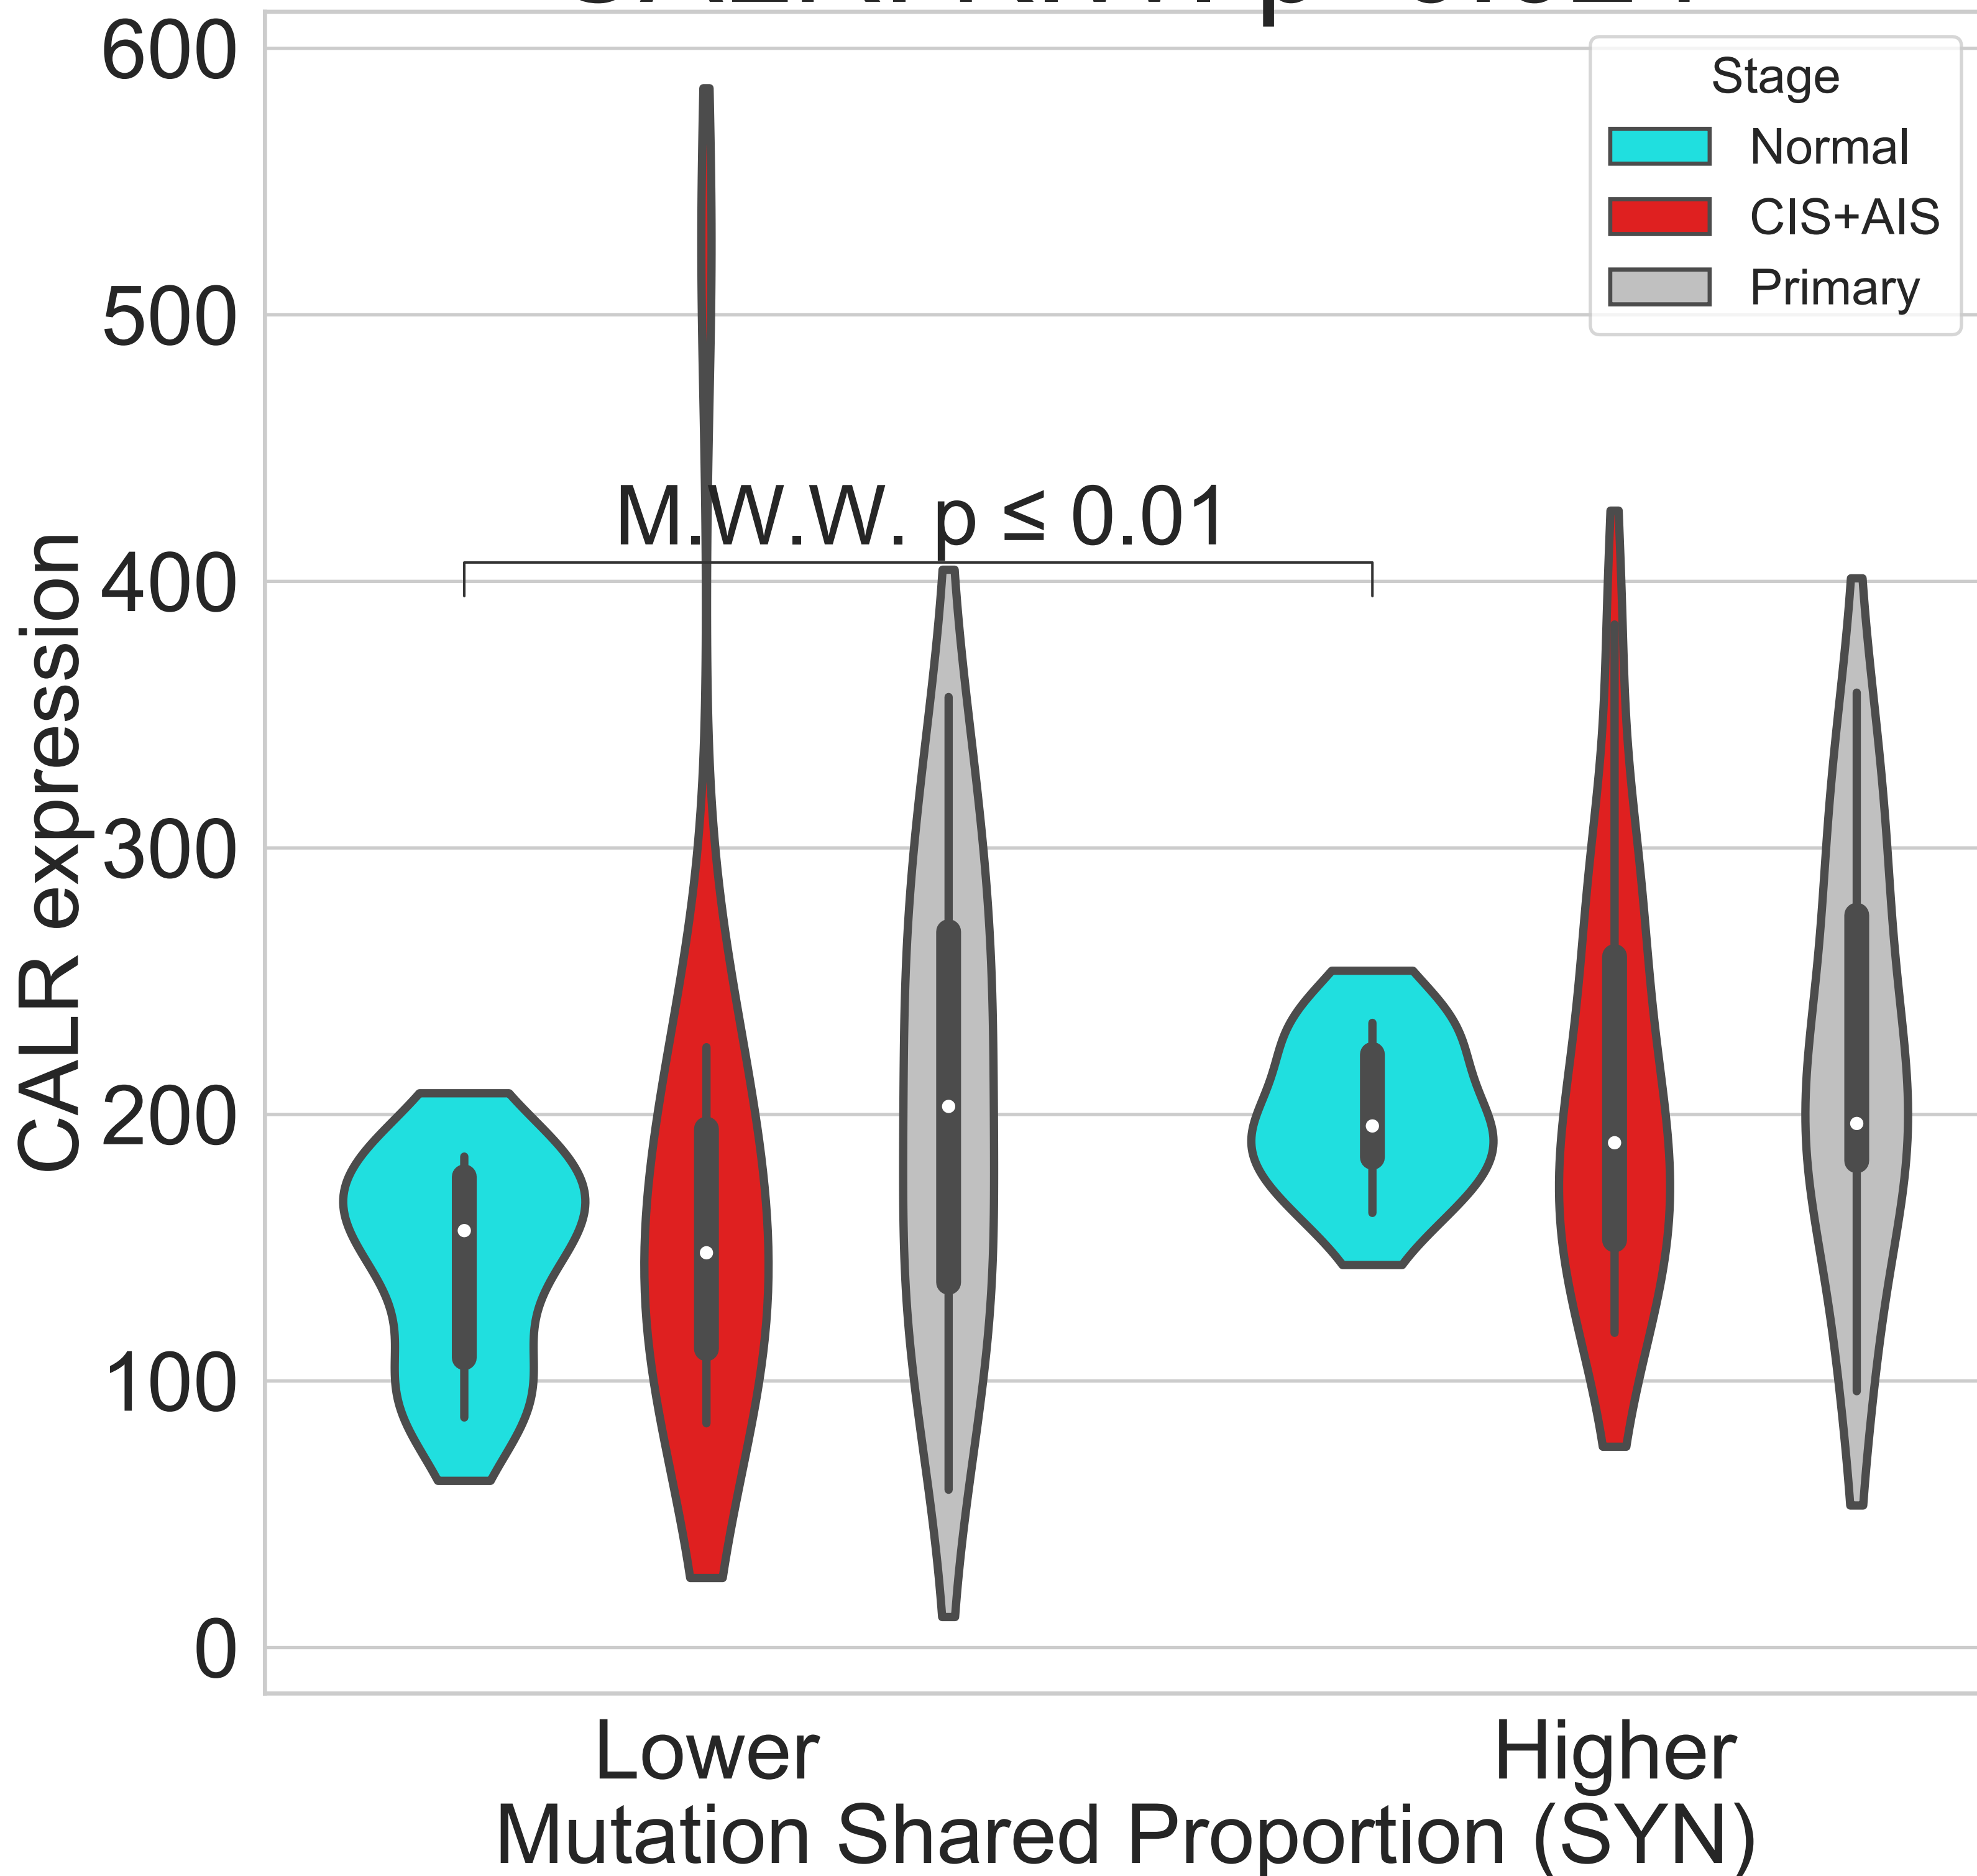 600
500
400
300
200
100
0
CALR expression
Stage
Normal
CIS+AIS
Primary
M.W.W. p ≤ 0.01
Lower
Higher
Mutation Shared Proportion (SYN)